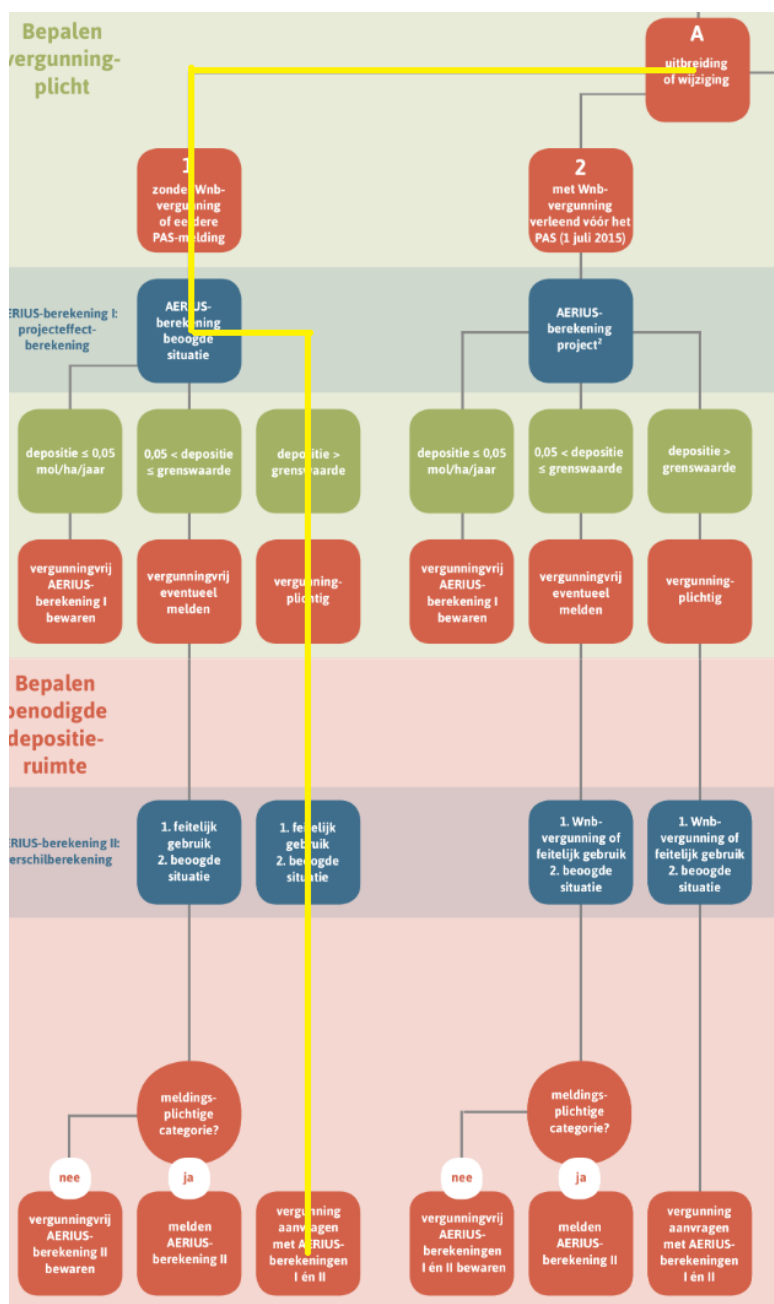 Bepalen
vergunning-
plicht
A
uitbreiding
of wijziging
1
zonder Wnb-
vergunning
of eerdere
PAS-melding
2
met Wnb-
vergunning
verleend vóór het
PAS (1 juli 2015)
AERIUS-berekening I:
projecteffect-
berekening
AERIUS-
berekening
beoogde
situatie
AERIUS-
berekening
project²
depositie ≤ 0,05
mol/ha/jaar
0,05 < depositie
≤ grenswaarde
depositie >
grenswaarde
depositie ≤ 0,05
mol/ha/jaar
0,05 < depositie
≤ grenswaarde
depositie >
grenswaarde
vergunningvrij
AERIUS-
berekening I
bewaren
vergunningvrij
eventueel
melden
vergunning-
plichtig
vergunningvrij
AERIUS-
berekening I
bewaren
vergunningvrij
eventueel
melden
vergunning-
plichtig
Bepalen
benodigde
depositie-
ruimte
AERIUS-berekening II:
verschilberekening
1. feitelijk
gebruik
2. beoogde
situatie
1. feitelijk
gebruik
2. beoogde
situatie
1. Wnb-
vergunning of
feitelijk gebruik
2. beoogde
situatie
1. Wnb-
vergunning of
feitelijk gebruik
2. beoogde
situatie
meldings-
plichtige
categorie?
meldings-
plichtige
categorie?
nee
ja
nee
ja
vergunningvrij
AERIUS-
berekening II
bewaren
melden
AERIUS-
berekening II
vergunning
aanvragen
met AERIUS-
berekeningen
I én II
vergunningvrij
AERIUS-
berekeningen
I én II bewaren
melden
AERIUS-
berekening II
vergunning
aanvragen
met AERIUS-
berekeningen
I én II